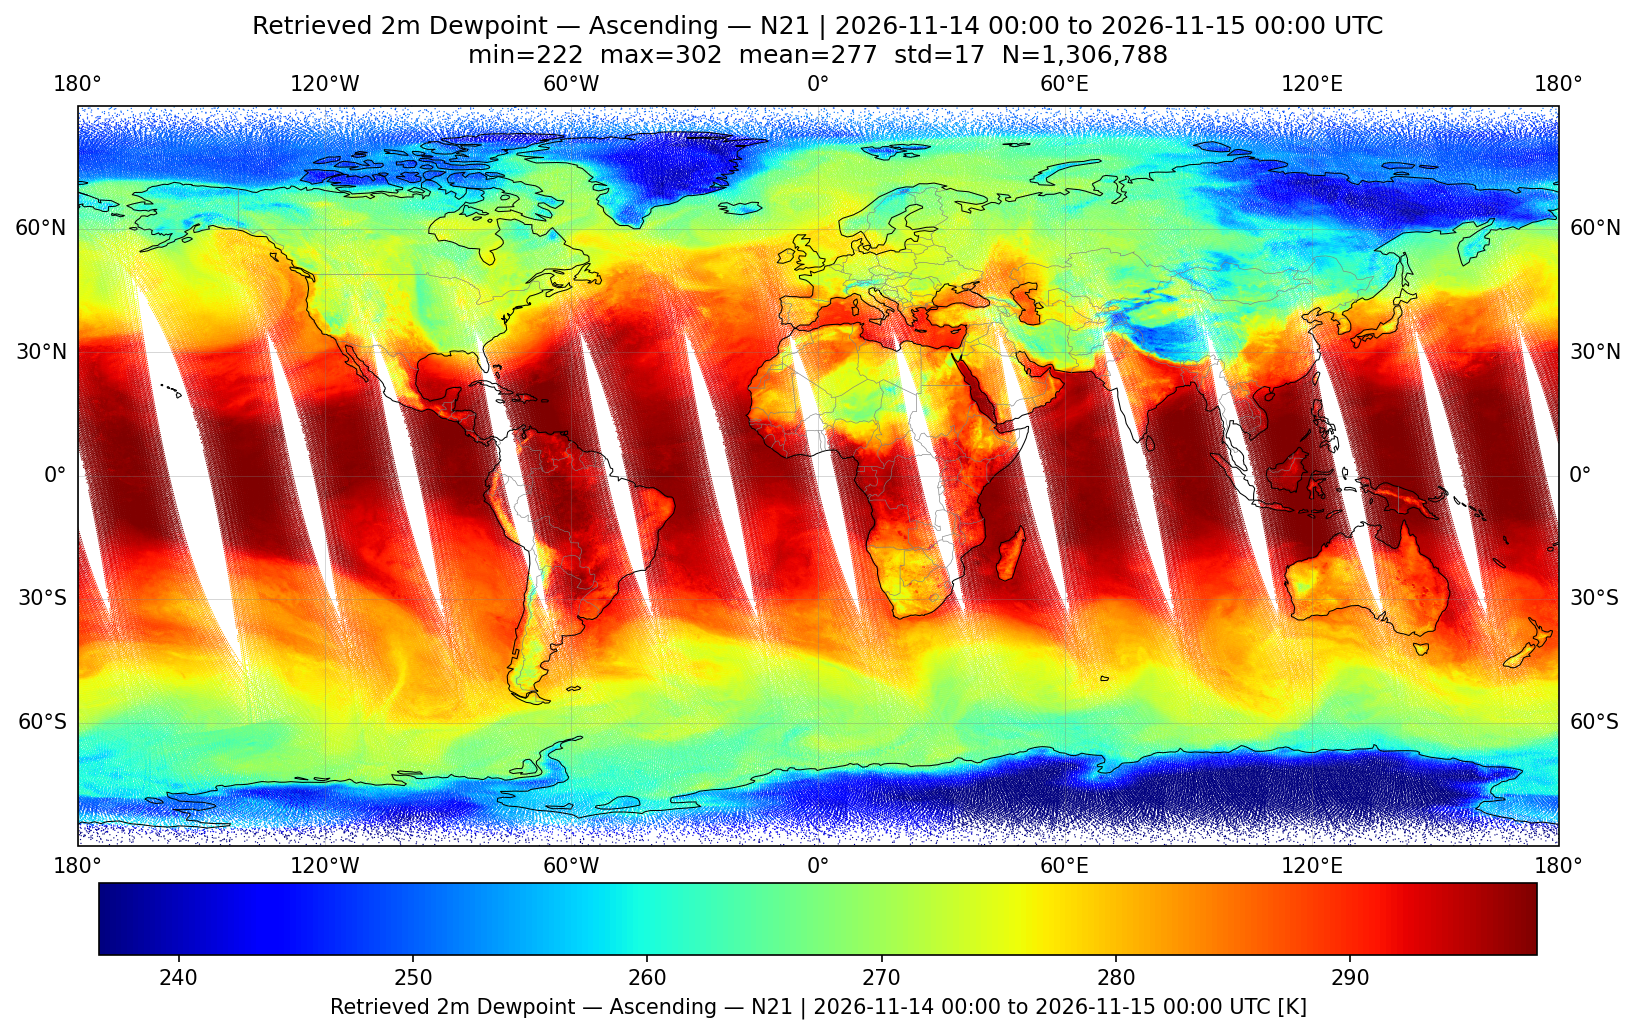 Retrieved 2m Dewpoint — Ascending — N21 | 2026-11-14 00:00 to 2026-11-15 00:00 UTC
min=222  max=302  mean=277  std=17  N=1,306,788
180° 120°W 60°W 0° 60°E 120°E 180°
60°N 60°N
30°N 30°N
0° 0°
30°S 30°S
60°S 60°S
180° 120°W 60°W 0° 60°E 120°E 180°
240 250 260 270 280 290
Retrieved 2m Dewpoint — Ascending — N21 | 2026-11-14 00:00 to 2026-11-15 00:00 UTC [K]